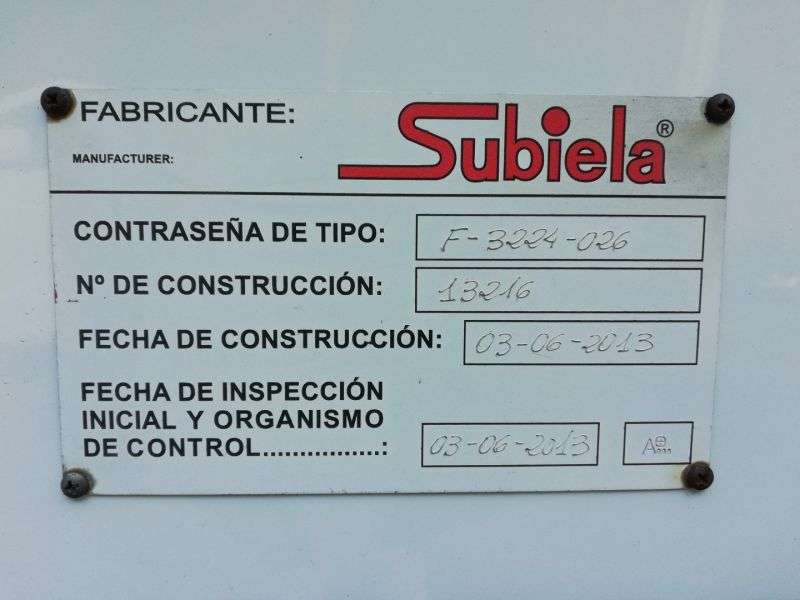 FABRICANTE:
MANUFACTURER:
Subiela®
CONTRASEÑA DE TIPO: F-3224-026
Nº DE CONSTRUCCIÓN: 13216
FECHA DE CONSTRUCCIÓN: 03-06-2013
FECHA DE INSPECCIÓN
INICIAL Y ORGANISMO
DE CONTROL.................: 03-06-2013